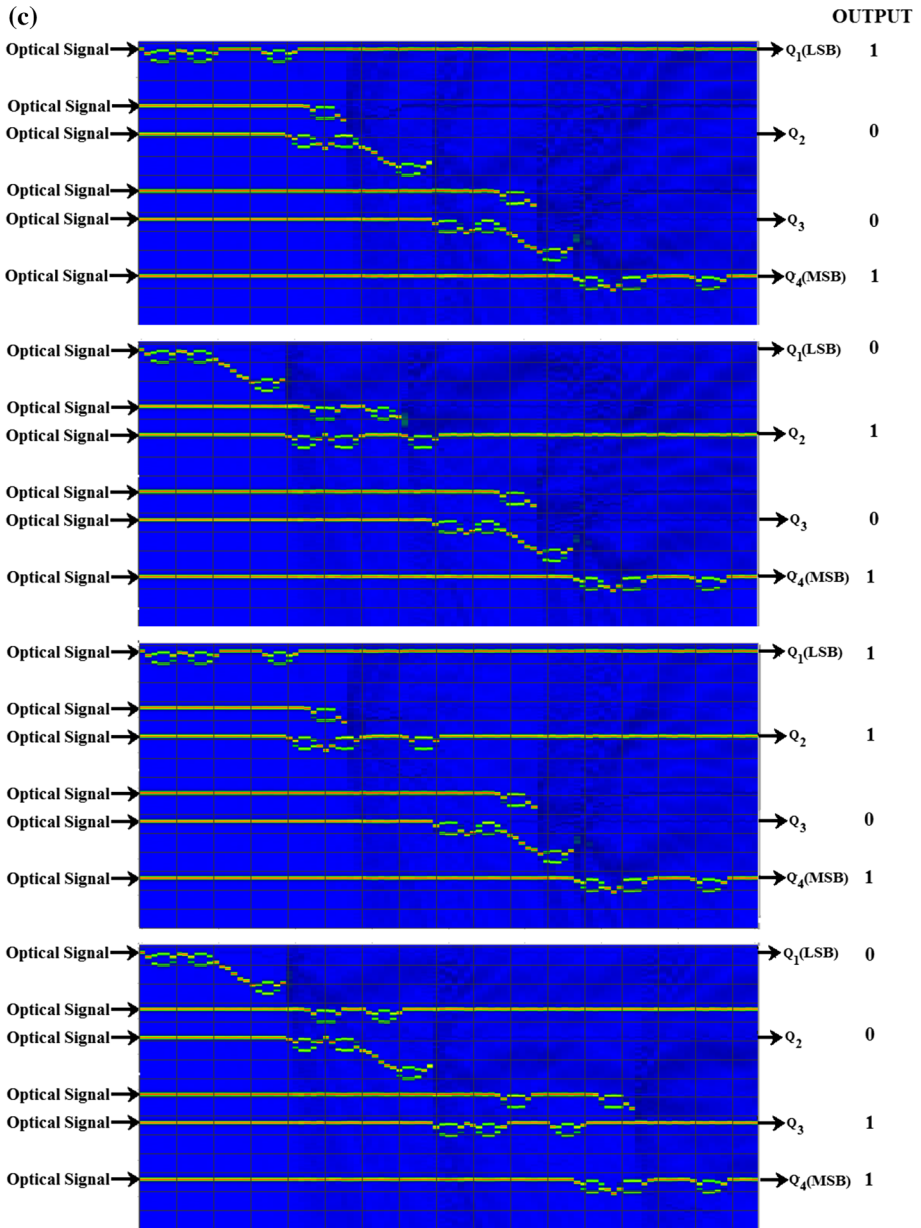 (c)
OUTPUT
Optical Signal Q1(LSB) 1
Optical Signal
Optical Signal Q2 0
Optical Signal
Optical Signal Q3 0
Optical Signal Q4(MSB) 1
Optical Signal Q1(LSB) 0
Optical Signal
Optical Signal Q2 1
Optical Signal
Optical Signal Q3 0
Optical Signal Q4(MSB) 1
Optical Signal Q1(LSB) 1
Optical Signal
Optical Signal Q2 1
Optical Signal
Optical Signal Q3 0
Optical Signal Q4(MSB) 1
Optical Signal Q1(LSB) 0
Optical Signal
Optical Signal Q2 0
Optical Signal
Optical Signal Q3 1
Optical Signal Q4(MSB) 1